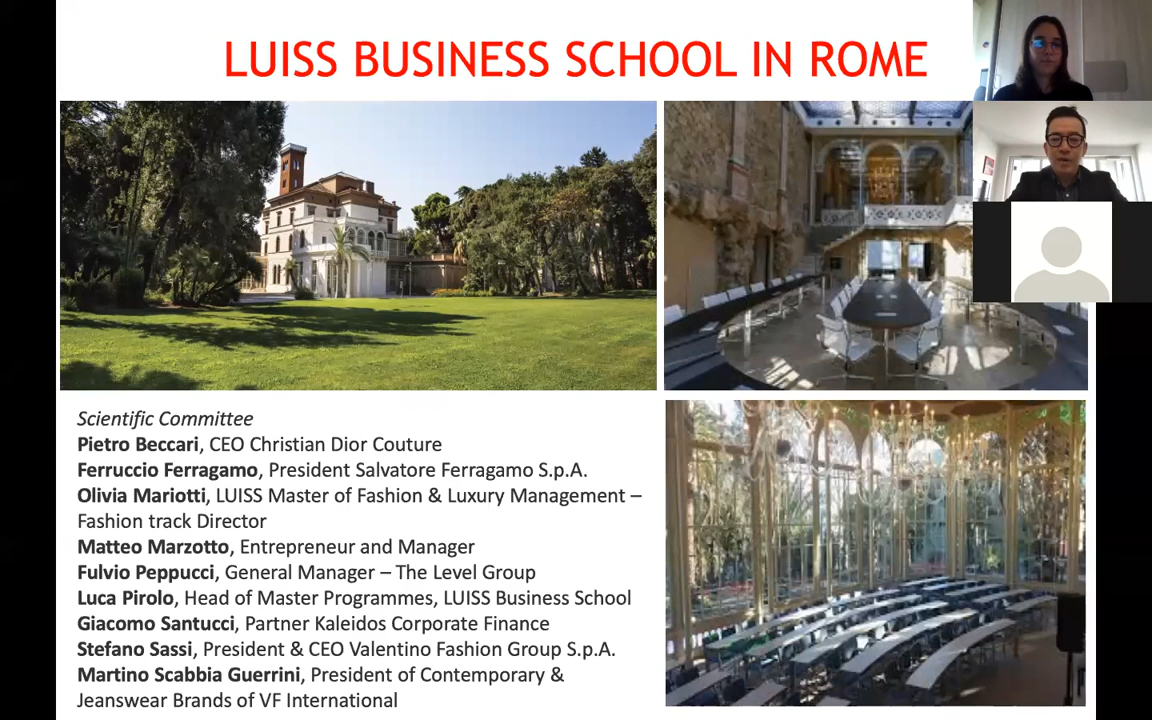 LUISS BUSINESS SCHOOL IN ROME
Scientific Committee
Pietro Beccari, CEO Christian Dior Couture
Ferruccio Ferragamo, President Salvatore Ferragamo S.p.A.
Olivia Mariotti, LUISS Master of Fashion & Luxury Management –
Fashion track Director
Matteo Marzotto, Entrepreneur and Manager
Fulvio Peppucci, General Manager – The Level Group
Luca Pirolo, Head of Master Programmes, LUISS Business School
Giacomo Santucci, Partner Kaleidos Corporate Finance
Stefano Sassi, President & CEO Valentino Fashion Group S.p.A.
Martino Scabbia Guerrini, President of Contemporary &
Jeanswear Brands of VF International